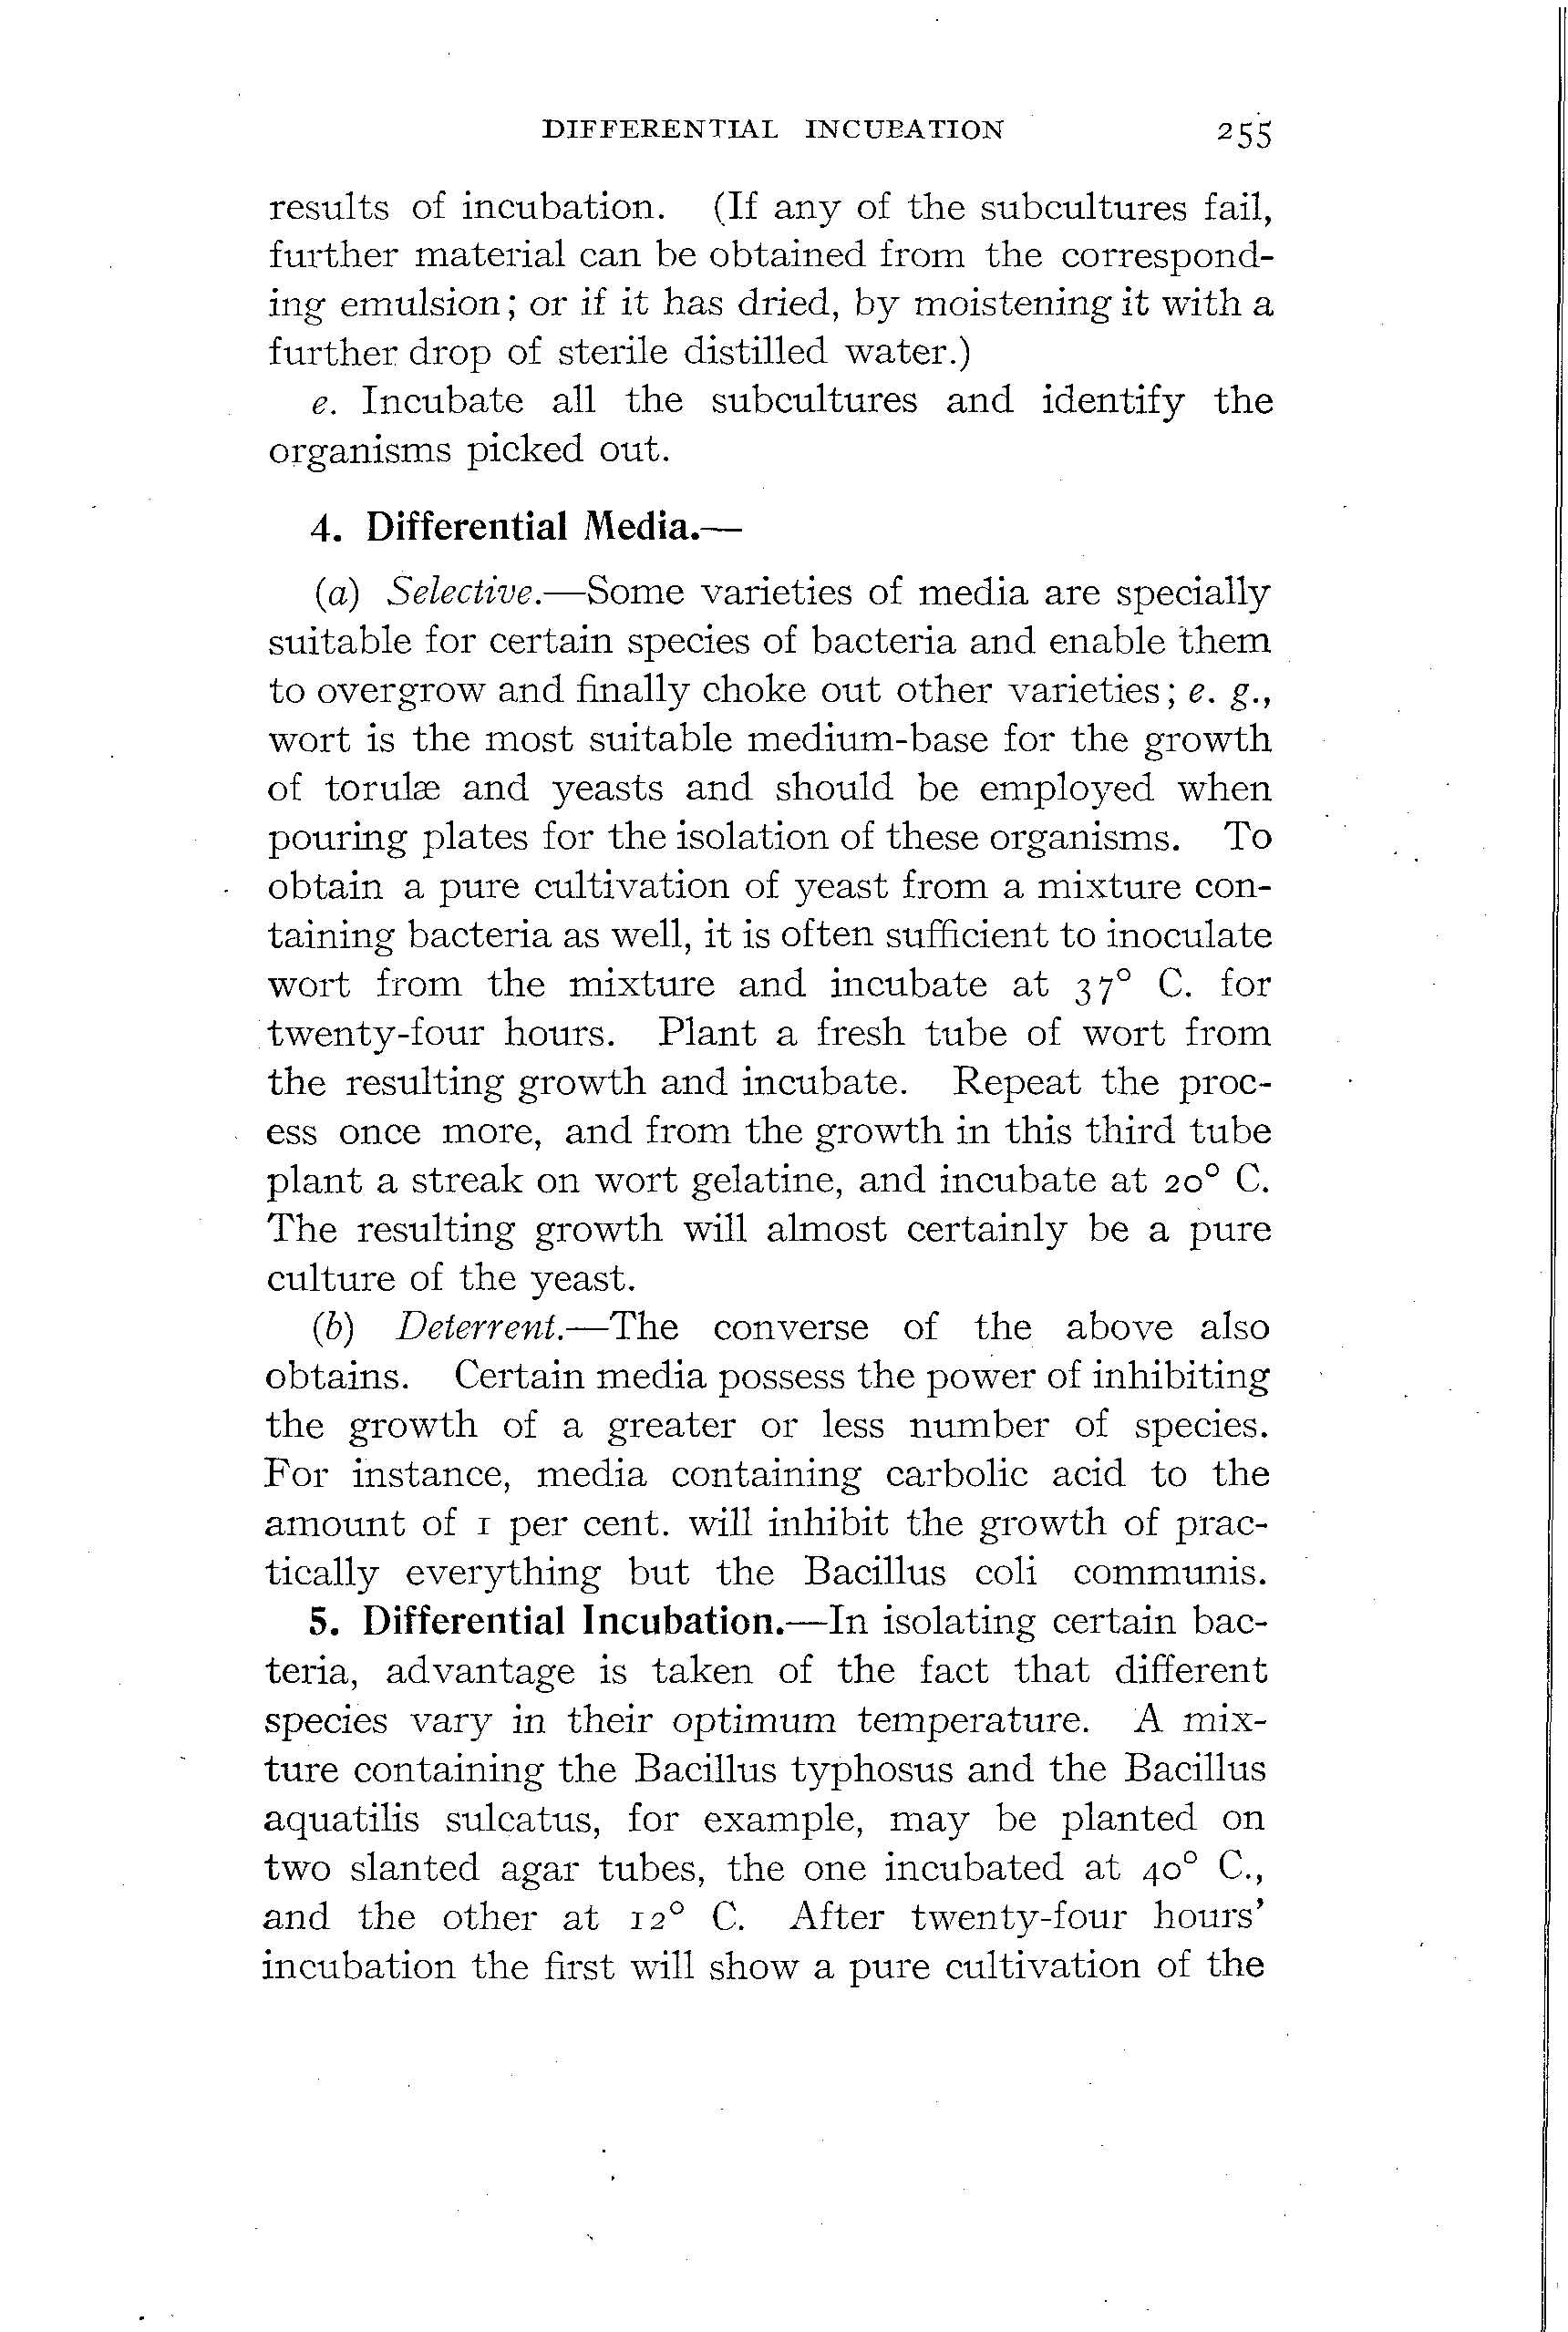 DIFFERENTIAL INCUBATION 255
results of incubation. (If any of the subcultures fail,
further material can be obtained from the correspond-
ing emulsion; or if it has dried, by moistening it with a
further drop of sterile distilled water.)
e. Incubate all the subcultures and identify the
organisms picked out.
4. Differential Media.—
(a) Selective.—Some varieties of media are specially
suitable for certain species of bacteria and enable them
to overgrow and finally choke out other varieties; e. g.,
wort is the most suitable medium-base for the growth
of torulæ and yeasts and should be employed when
pouring plates for the isolation of these organisms. To
obtain a pure cultivation of yeast from a mixture con-
taining bacteria as well, it is often sufficient to inoculate
wort from the mixture and incubate at 37° C. for
twenty-four hours. Plant a fresh tube of wort from
the resulting growth and incubate. Repeat the proc-
ess once more, and from the growth in this third tube
plant a streak on wort gelatine, and incubate at 20° C.
The resulting growth will almost certainly be a pure
culture of the yeast.
(b) Deterrent.—The converse of the above also
obtains. Certain media possess the power of inhibiting
the growth of a greater or less number of species.
For instance, media containing carbolic acid to the
amount of 1 per cent. will inhibit the growth of prac-
tically everything but the Bacillus coli communis.
5. Differential Incubation.—In isolating certain bac-
teria, advantage is taken of the fact that different
species vary in their optimum temperature. A mix-
ture containing the Bacillus typhosus and the Bacillus
aquatilis sulcatus, for example, may be planted on
two slanted agar tubes, the one incubated at 40° C.,
and the other at 12° C. After twenty-four hours'
incubation the first will show a pure cultivation of the